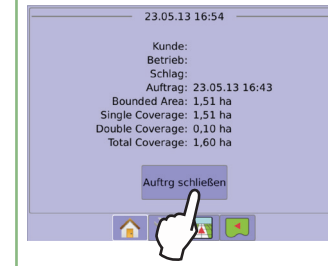 23.05.13 16:54
Kunde:
Betrieb:
Schlag:
Auftrag: 23.05.13 16:43
Bounded Area: 1,51 ha
Single Coverage: 1,51 ha
Double Coverage: 0,10 ha
Total Coverage: 1,60 ha
Auftrg schließen